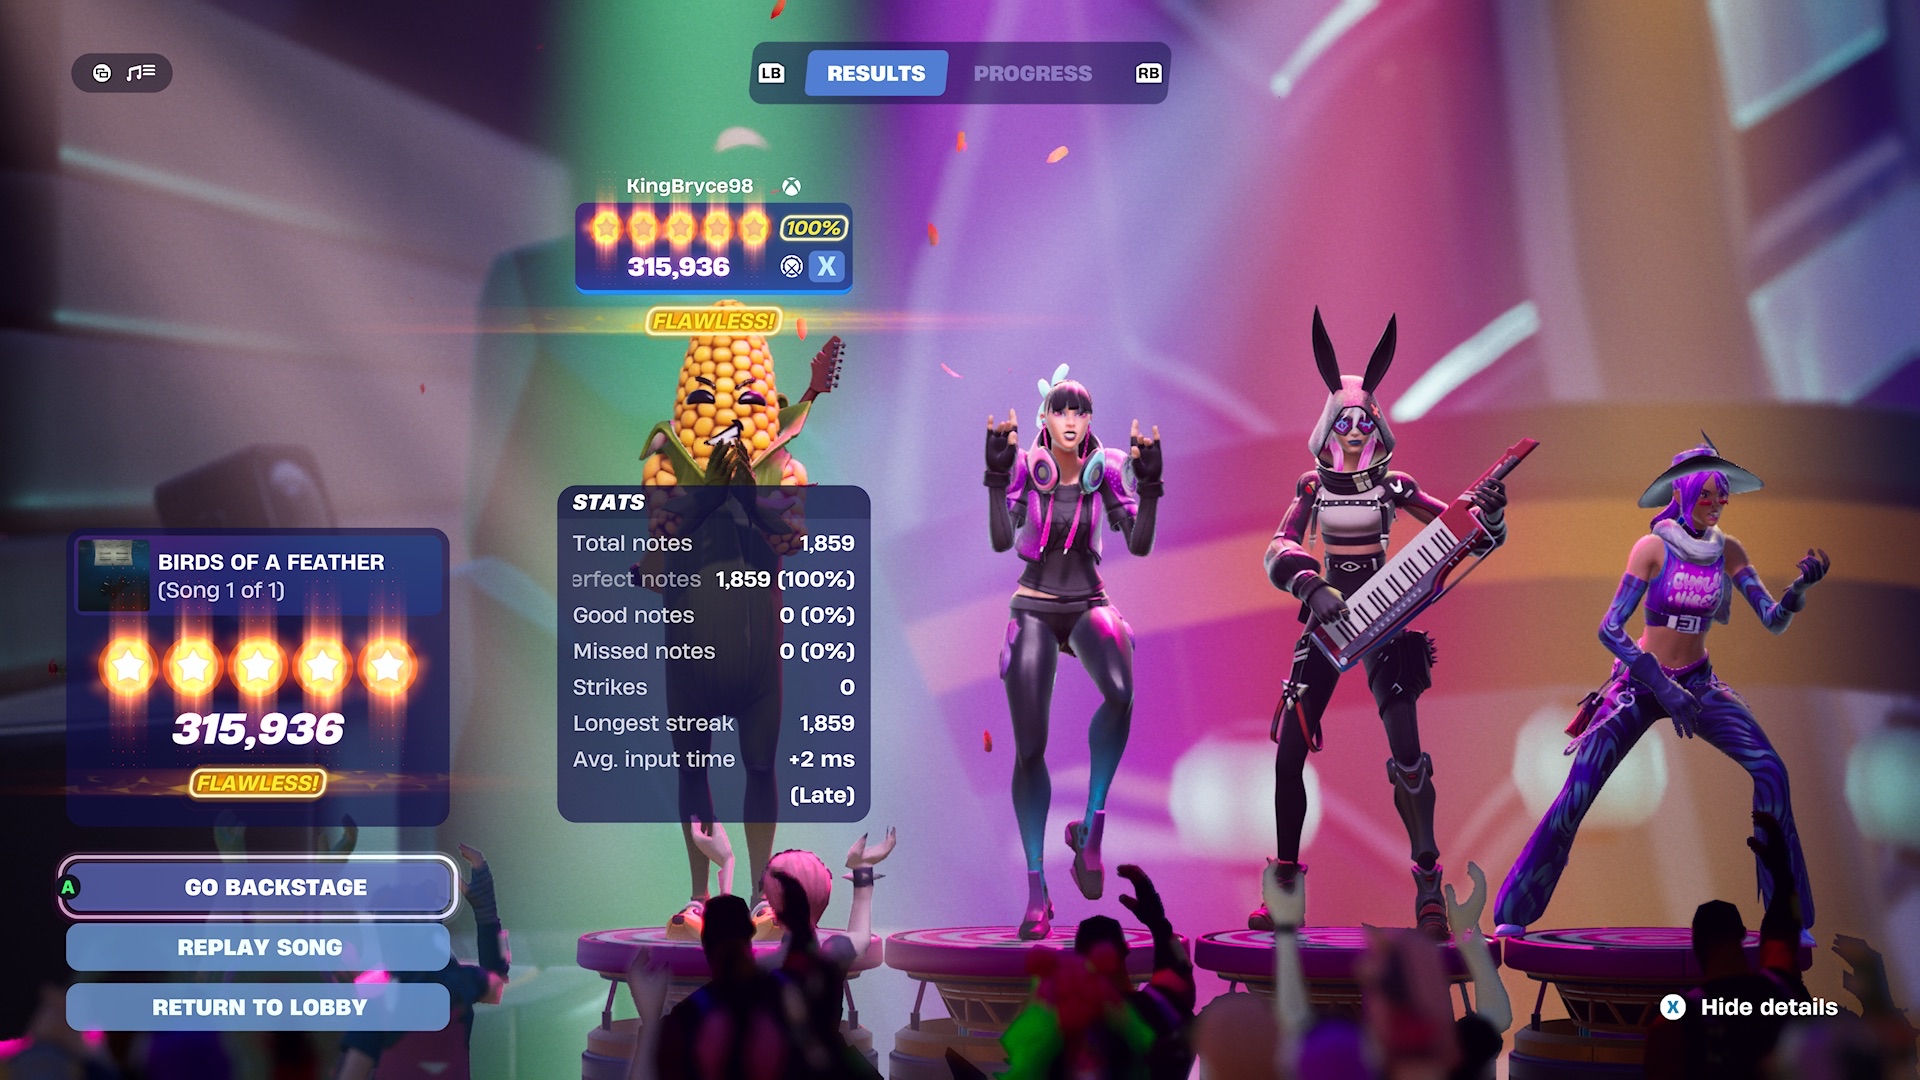 LB RESULTS PROGRESS RB
KingBryce98
100%
315,936
X
FLAWLESS!
STATS
Total notes 1,859
erfect notes 1,859 (100%)
Good notes 0 (0%)
Missed notes 0 (0%)
Strikes 0
Longest streak 1,859
Avg. input time +2 ms
(Late)
BIRDS OF A FEATHER
(Song 1 of 1)
315,936
FLAWLESS!
A GO BACKSTAGE
REPLAY SONG
RETURN TO LOBBY
X Hide details